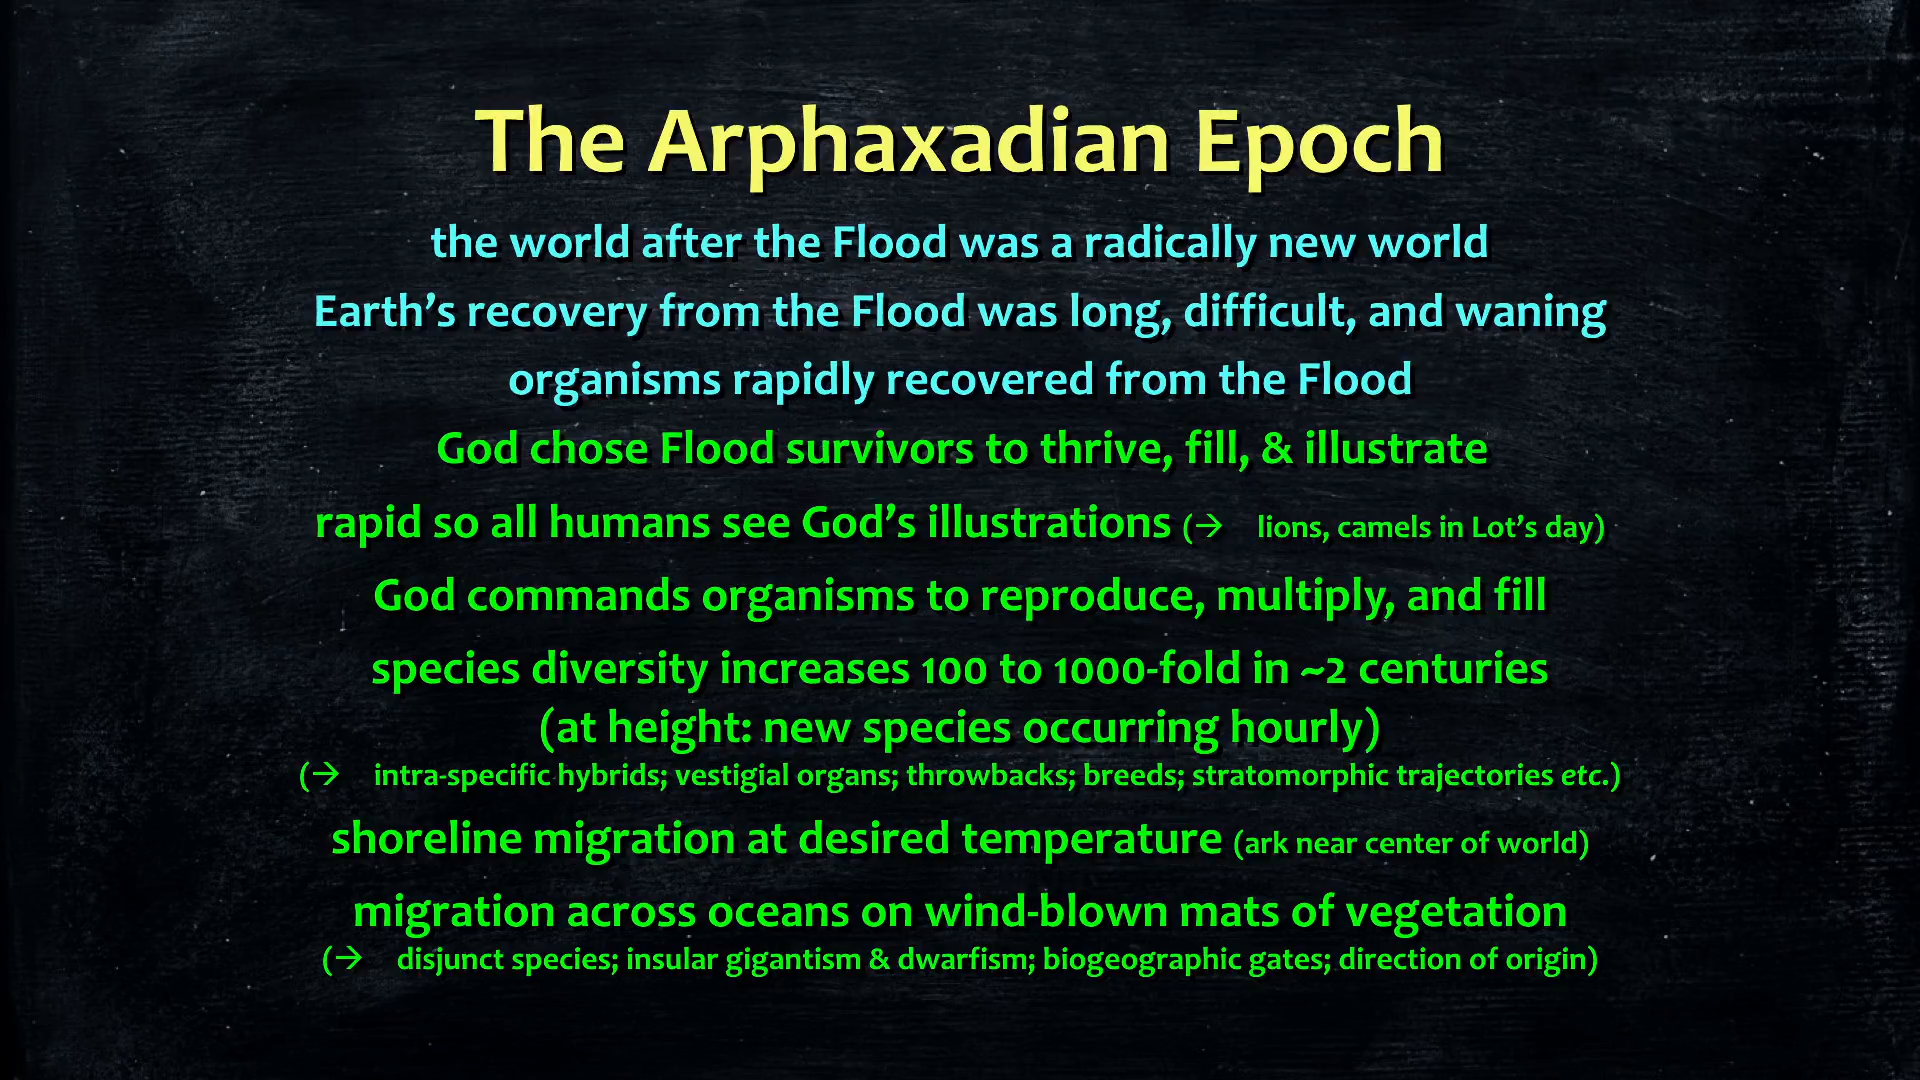 The Arphaxadian Epoch
the world after the Flood was a radically new world
Earth’s recovery from the Flood was long, difficult, and waning
organisms rapidly recovered from the Flood
God chose Flood survivors to thrive, fill, & illustrate
rapid so all humans see God’s illustrations (→ lions, camels in Lot’s day)
God commands organisms to reproduce, multiply, and fill
species diversity increases 100 to 1000-fold in ~2 centuries
(at height: new species occurring hourly)
(→ intra-specific hybrids; vestigial organs; throwbacks; breeds; stratomorphic trajectories etc.)
shoreline migration at desired temperature (ark near center of world)
migration across oceans on wind-blown mats of vegetation
(→ disjunct species; insular gigantism & dwarfism; biogeographic gates; direction of origin)